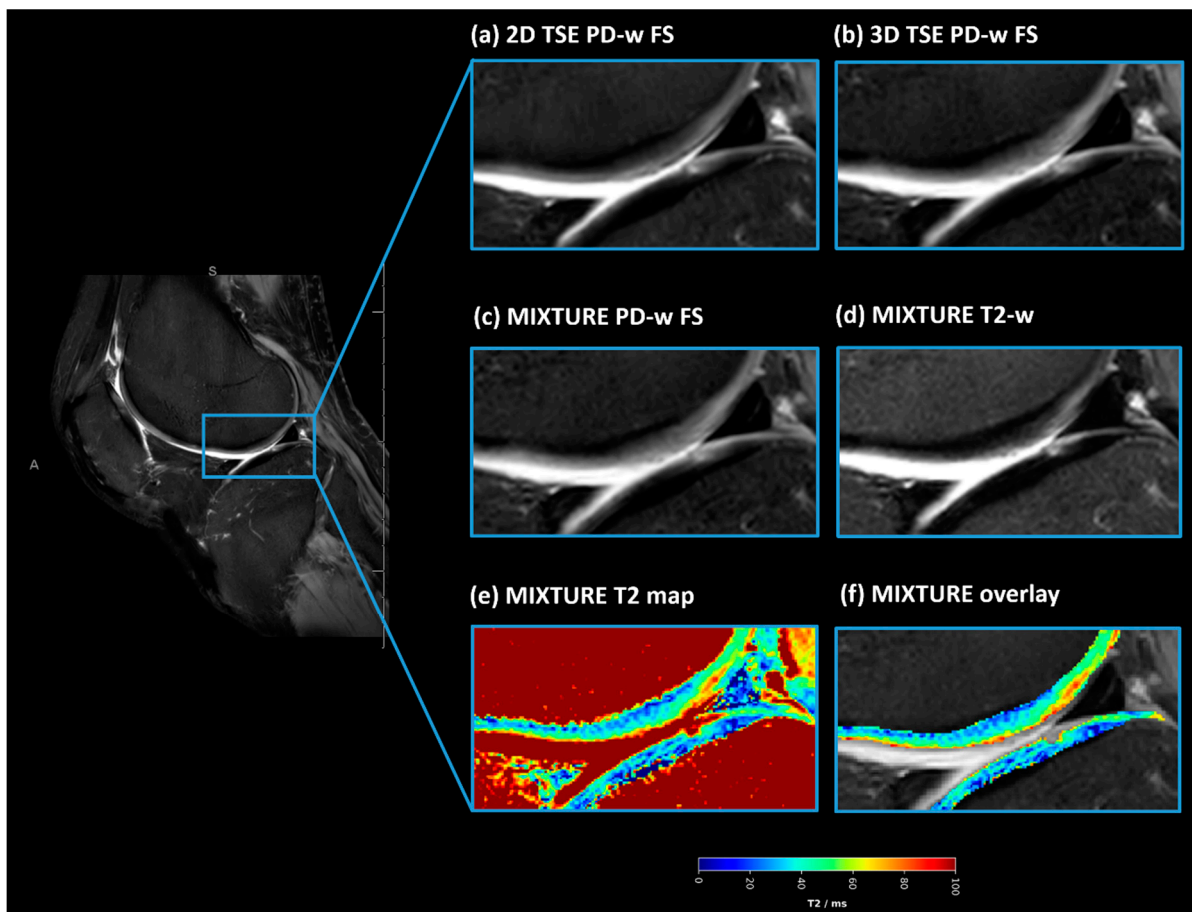 (a) 2D TSE PD-w FS
(b) 3D TSE PD-w FS
S
(c) MIXTURE PD-w FS
(d) MIXTURE T2-w
A
(e) MIXTURE T2 map
(f) MIXTURE overlay
0 20 40 60 80 100
T2 / ms